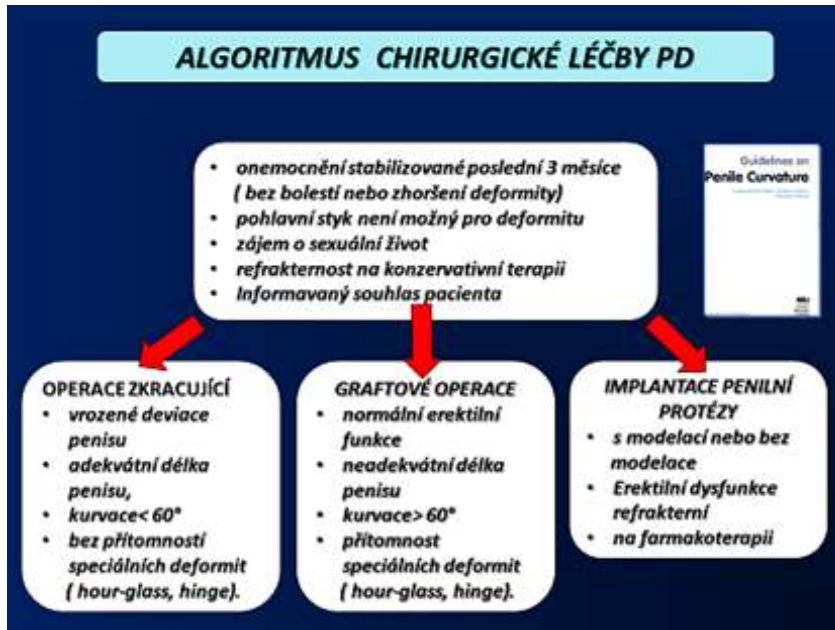 ALGORITMUS CHIRURGICKÉ LÉČBY PD
• onemocnění stabilizované poslední 3 měsíce
( bez bolestí nebo zhoršení deformity)
• pohlavní styk není možný pro deformitu
• zájem o sexuální život
• refrakternost na konzervativní terapii
• Informavaný souhlas pacienta
Guidelines on
Penile Curvature
OPERACE ZKRACUJÍCÍ
• vrozené deviace
penisu
• adekvátní délka
penisu,
• kurvace< 60°
• bez přítomností
speciálních deformit
( hour-glass, hinge).
GRAFTOVÉ OPERACE
• normální erektilní
funkce
• neadekvátní délka
penisu
• kurvace> 60°
• přítomnost
speciálních deformit
( hour-glass, hinge).
IMPLANTACE PENILNÍ
PROTÉZY
• s modelací nebo bez
modelace
• Erektilní dysfunkce
refrakterní
• na farmakoterapii